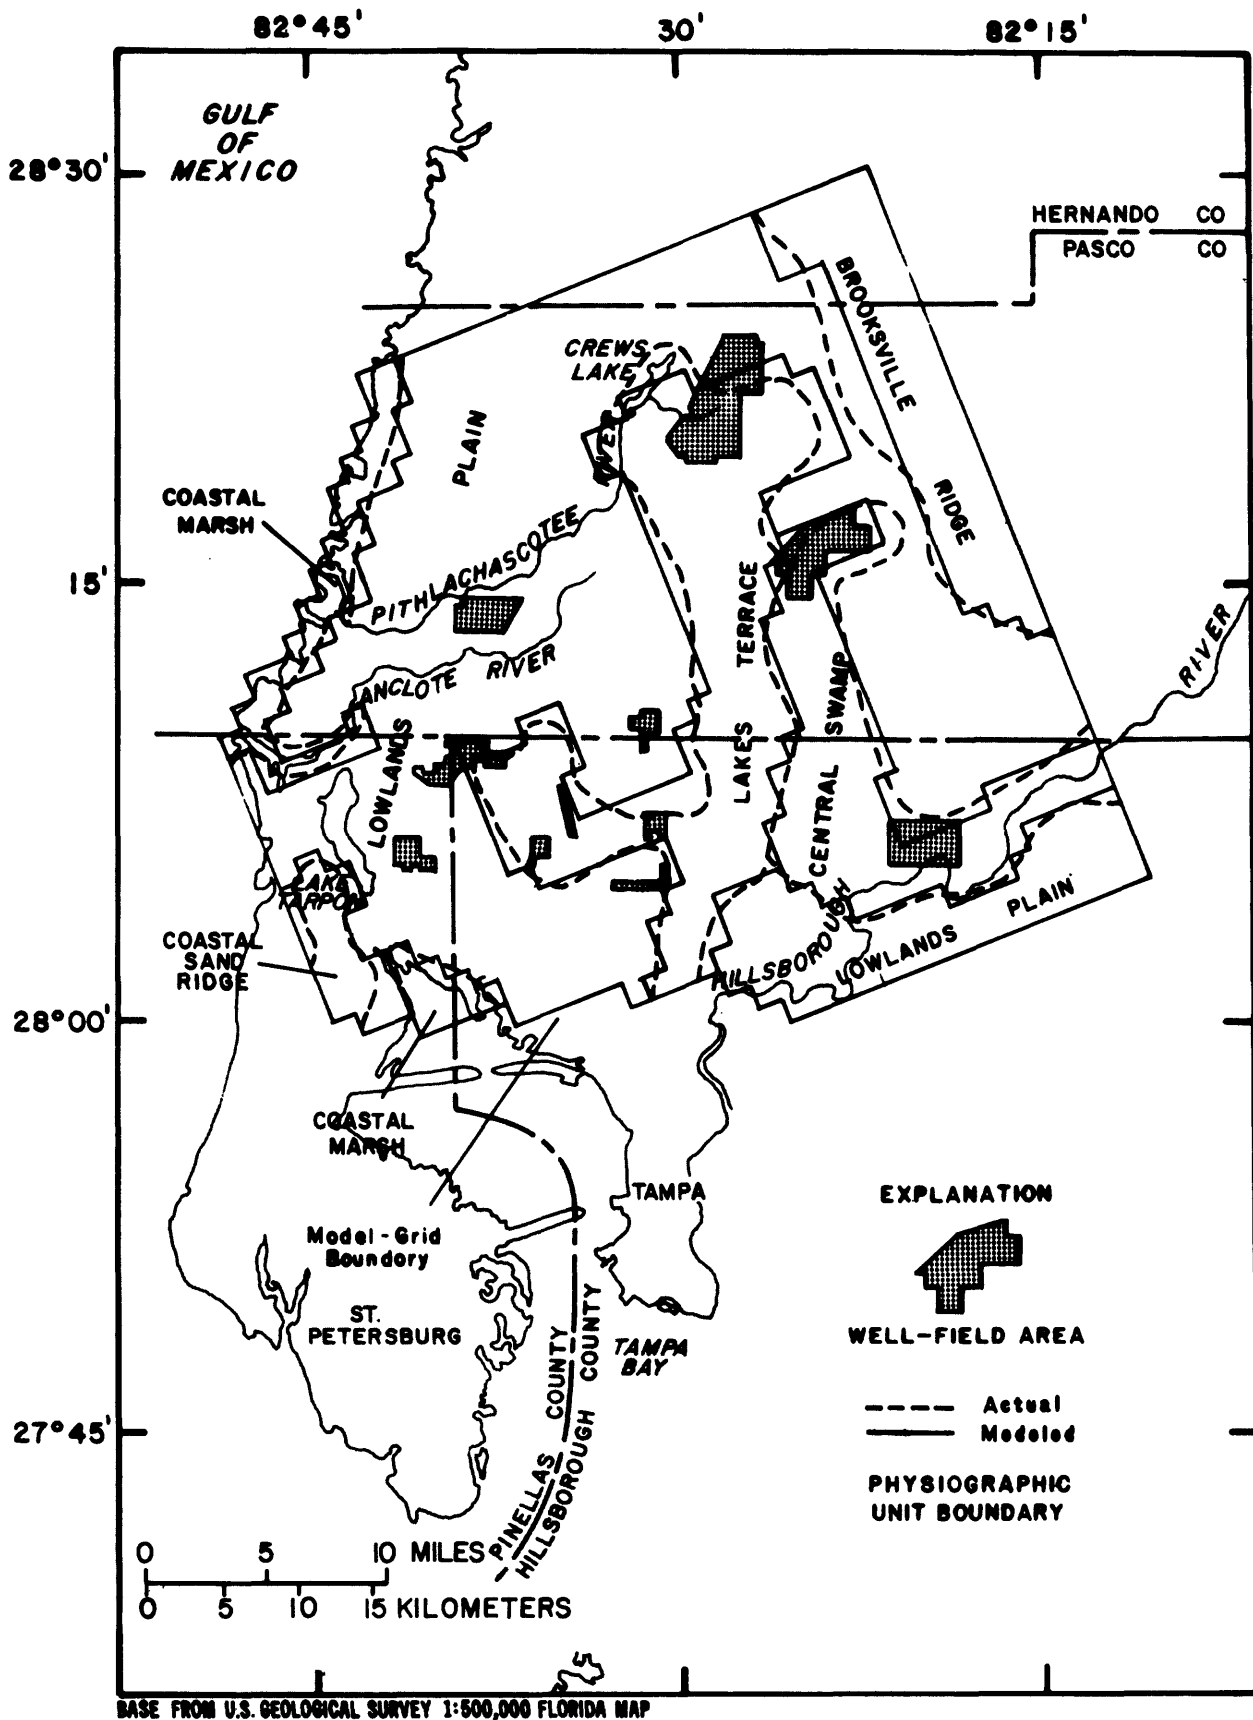 82°45'
30'
82°15'
GULF
OF
MEXICO
28°30'
HERNANDO CO
PASCO CO
BROOKSVILLE
RIDGE
CREWS
LAKE
PLAIN
RIVER
COASTAL
MARSH
PITHLACHASCOTEE
15'
ANCLOTE RIVER
LAKES TERRACE
CENTRAL SWAMP
RIVER
LOWLANDS
LAKE
TARPON
COASTAL
SAND
RIDGE
HILLSBOROUGH
LOWLANDS PLAIN
28°00'
COASTAL
MARSH
TAMPA
Model-Grid
Boundary
ST.
PETERSBURG
TAMPA
BAY
PINELLAS COUNTY
HILLSBOROUGH COUNTY
27°45'
EXPLANATION
WELL-FIELD AREA
Actual
Modeled
PHYSIOGRAPHIC
UNIT BOUNDARY
0 5 10 MILES
0 5 10 15 KILOMETERS
BASE FROM U.S. GEOLOGICAL SURVEY 1:500,000 FLORIDA MAP